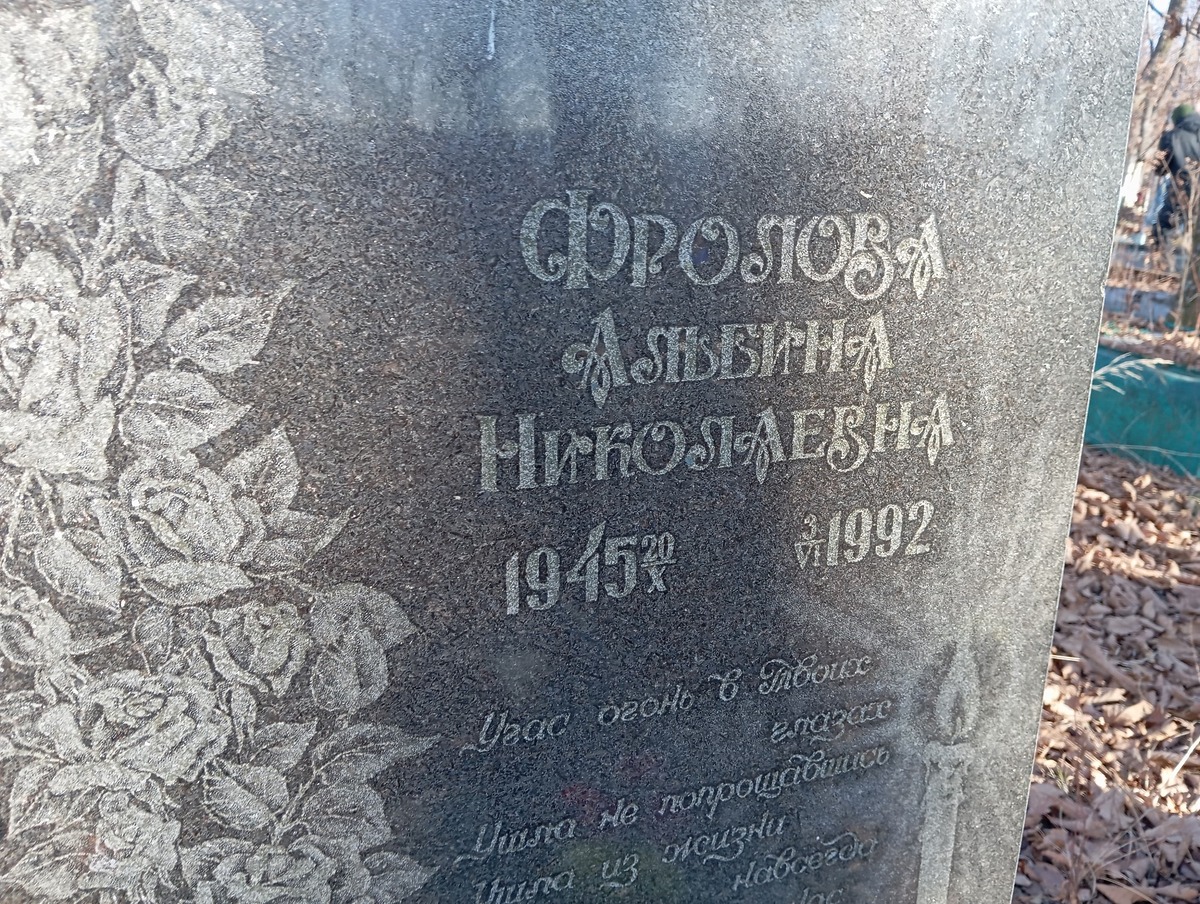 Фролова
Альбина
Николаевна
1945 20/X 3/VI 1992
Угас огонь в Твоих
глазах
Ушла не попрощавшись
Ушла из жизни
навсегда